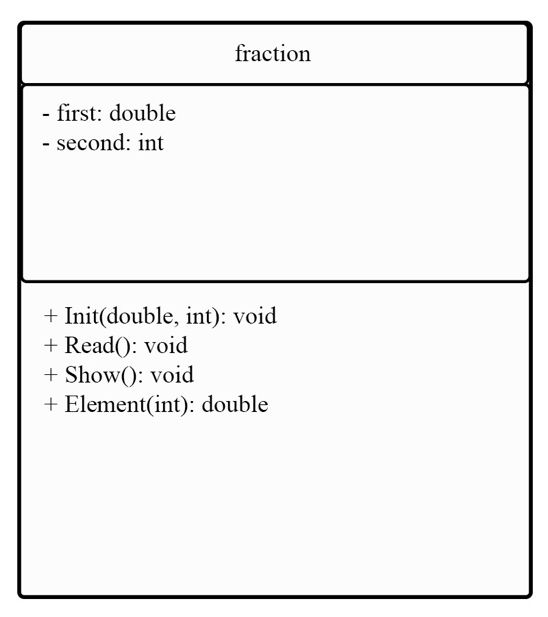 fraction
- first: double
- second: int
+ Init(double, int): void
+ Read(): void
+ Show(): void
+ Element(int): double